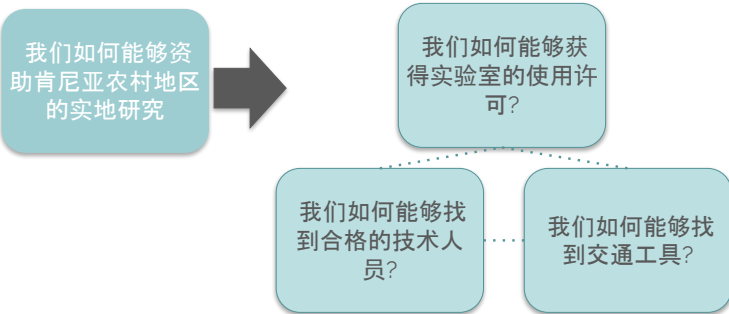 我们如何能够资
助肯尼亚农村地区
的实地研究
我们如何能够获
得实验室的使用许
可?
我们如何能够找
到合格的技术人
员?
我们如何能够找
到交通工具?